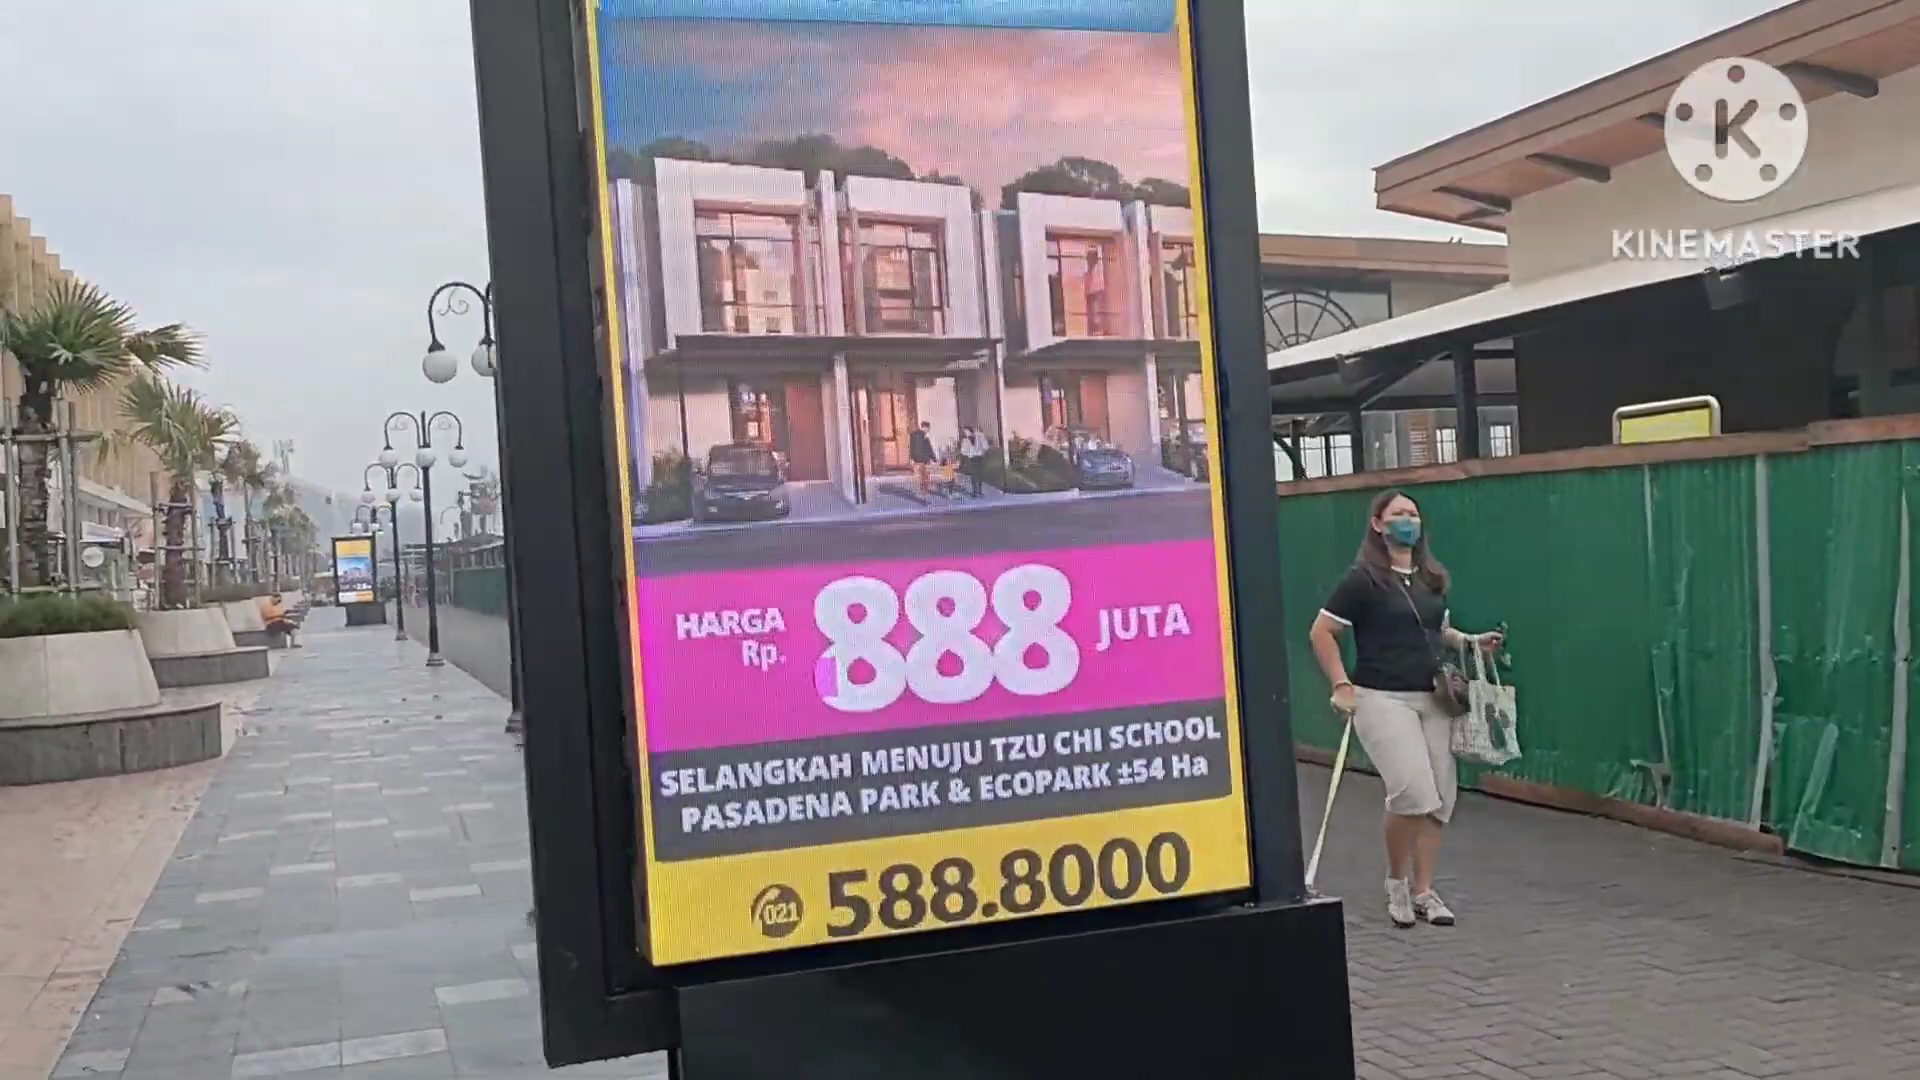 K
KINEMASTER
HARGA
Rp.
888
JUTA
SELANGKAH MENUJU TZU CHI SCHOOL
PASADENA PARK & ECOPARK ±54 Ha
021 588.8000